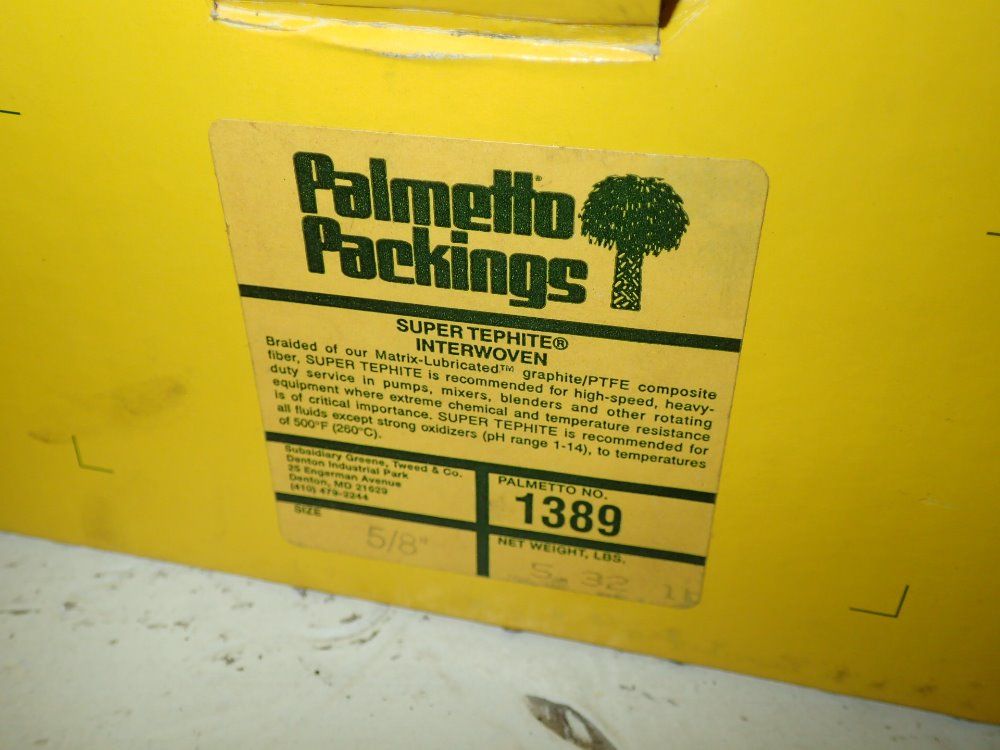 Palmetto®
Packings
SUPER TEPHITE®
INTERWOVEN
Braided of our Matrix-Lubricated™ graphite/PTFE composite
fiber, SUPER TEPHITE is recommended for high-speed, heavy-
duty service in pumps, mixers, blenders and other rotating
equipment where extreme chemical and temperature resistance
is of critical importance. SUPER TEPHITE is recommended for
all fluids except strong oxidizers (pH range 1-14), to temperatures
of 500°F (260°C).
Subsidiary Greene, Tweed & Co.
Denton Industrial Park
25 Engerman Avenue
Denton, MD 21629
(410) 479-2244
PALMETTO NO.
1389
SIZE
5/8"
NET WEIGHT, LBS.
5.32